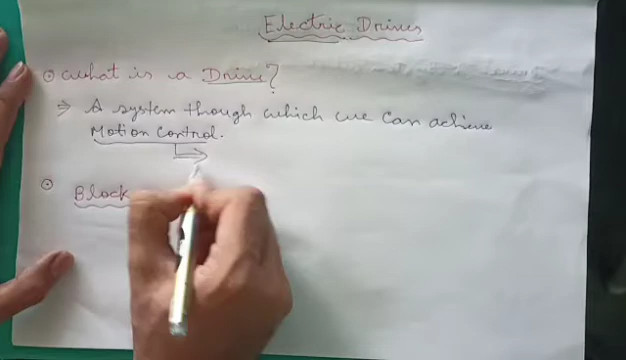 Electric Drives
what is a Drive?
⇒ A system though which we can achieve
Motion Control.
Block